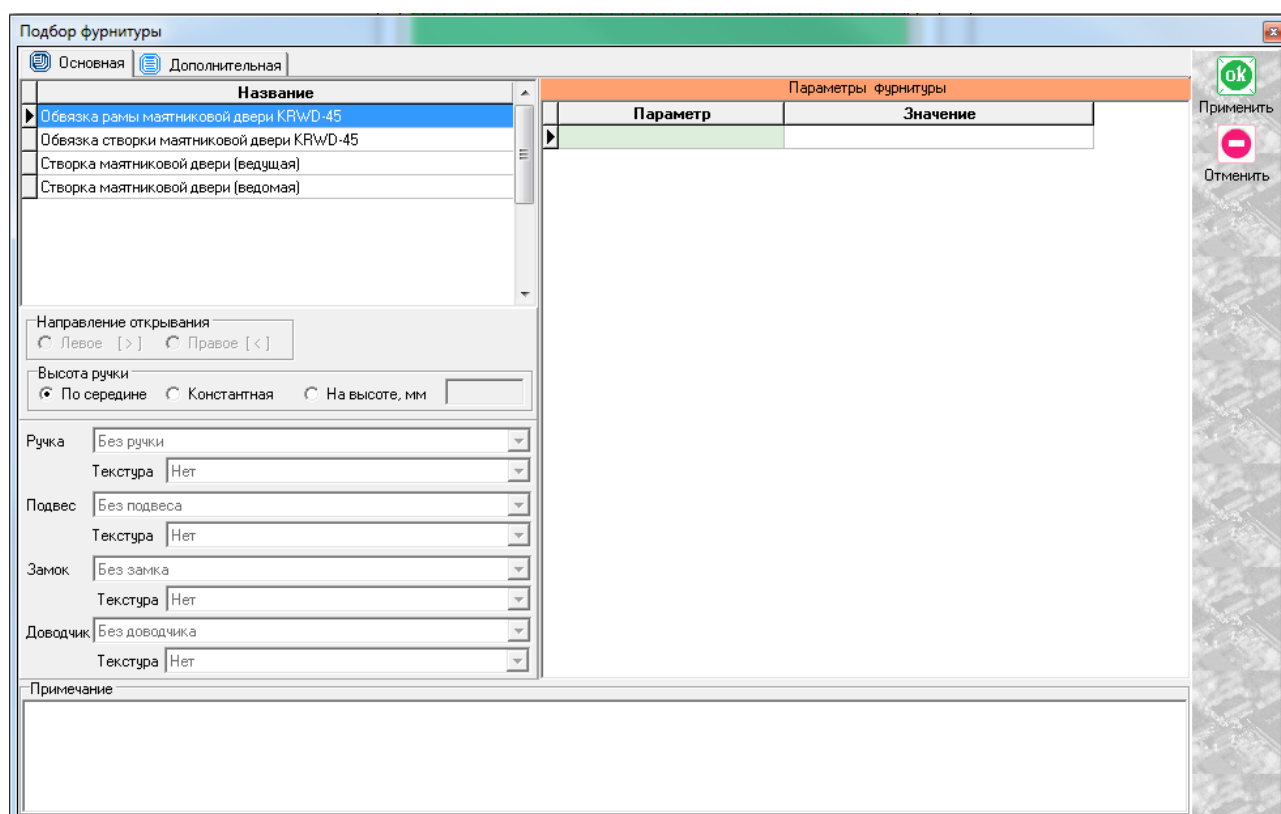 Подбор фурнитуры
Основная Дополнительная
Название
Обвязка рамы маятниковой двери KRWD-45
Обвязка створки маятниковой двери KRWD-45
Створка маятниковой двери (ведущая)
Створка маятниковой двери (ведомая)
Направление открывания
Левое [>] Правое [<]
Высота ручки
По середине Константная На высоте, мм
Ручка Без ручки
Текстура Нет
Подвес Без подвеса
Текстура Нет
Замок Без замка
Текстура Нет
Доводчик Без доводчика
Текстура Нет
Параметры фурнитуры
Параметр Значение
ok
Применить
Отменить
Примечание